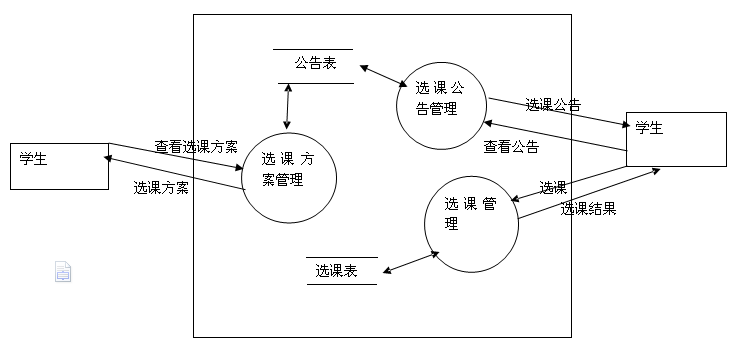 公告表
选课公
告管理
选课公告
学生
查看选课方案
查看公告
学生
选课方案
选课方
案管理
选课
选课管
理
选课结果
选课表